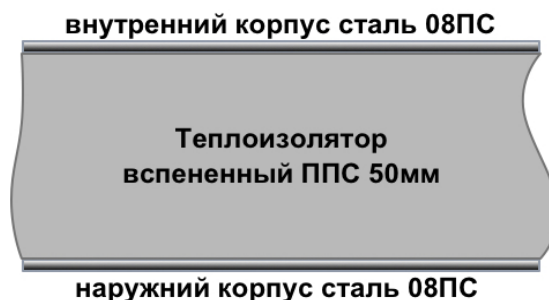 внутренний корпус сталь 08ПС
Теплоизолятор
вспененный ППС 50мм
наружний корпус сталь 08ПС